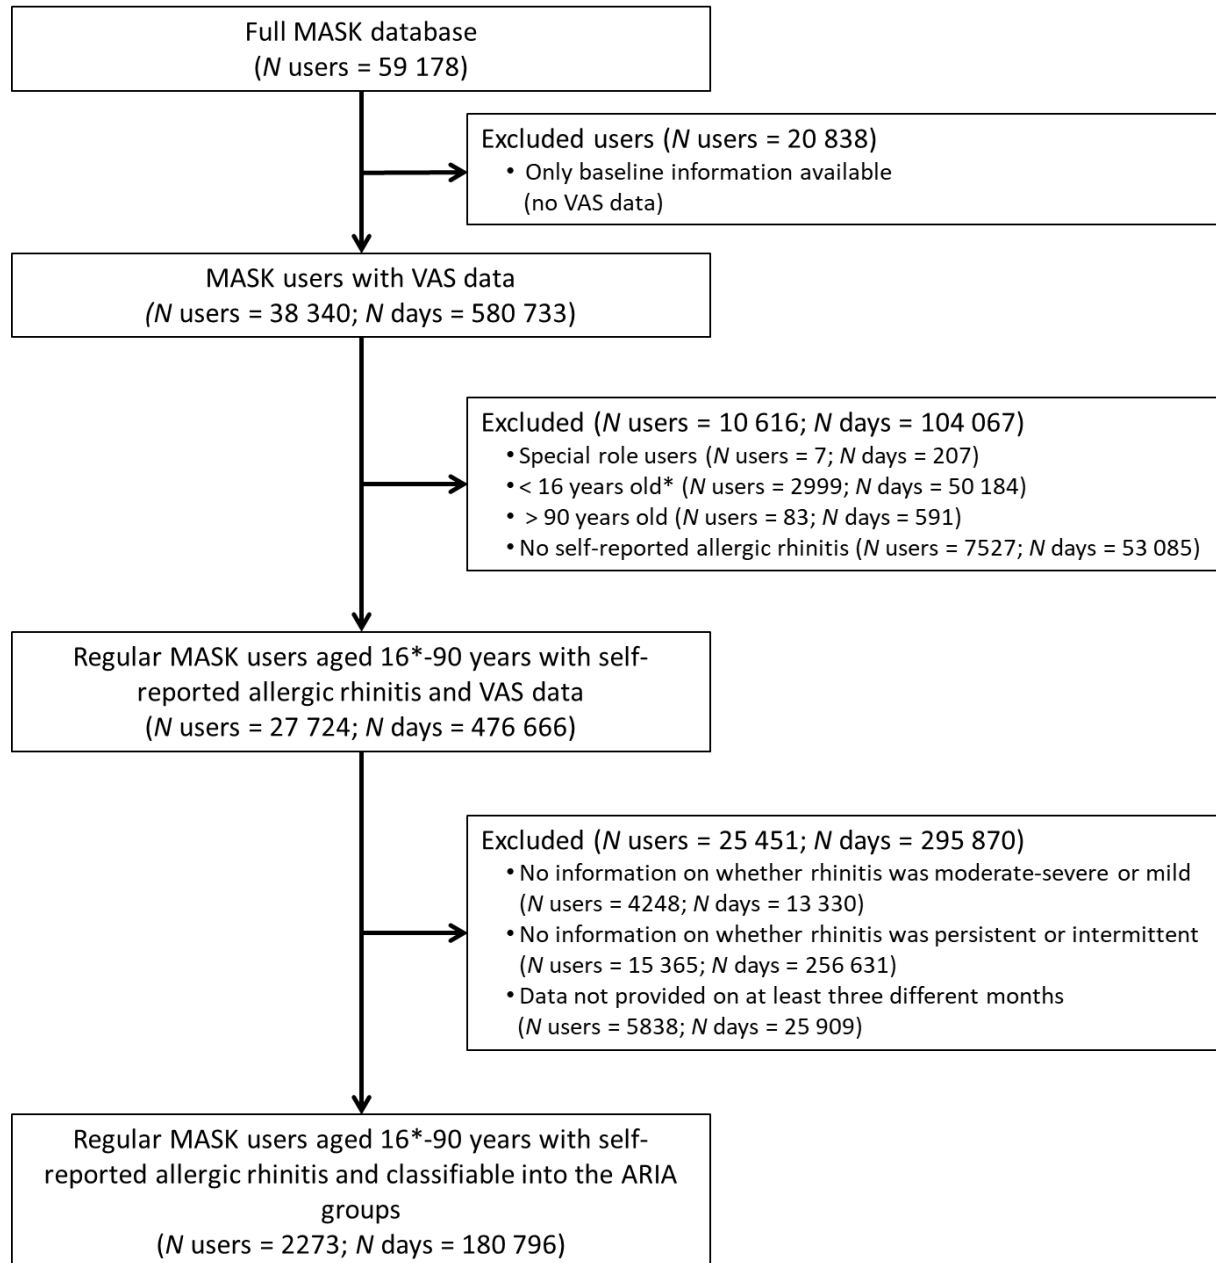 Full MASK database
(N users = 59 178)
Excluded users (N users = 20 838)
• Only baseline information available
(no VAS data)
MASK users with VAS data
(N users = 38 340; N days = 580 733)
Excluded (N users = 10 616; N days = 104 067)
• Special role users (N users = 7; N days = 207)
• < 16 years old* (N users = 2999; N days = 50 184)
• > 90 years old (N users = 83; N days = 591)
• No self-reported allergic rhinitis (N users = 7527; N days = 53 085)
Regular MASK users aged 16*-90 years with self-
reported allergic rhinitis and VAS data
(N users = 27 724; N days = 476 666)
Excluded (N users = 25 451; N days = 295 870)
• No information on whether rhinitis was moderate-severe or mild
(N users = 4248; N days = 13 330)
• No information on whether rhinitis was persistent or intermittent
(N users = 15 365; N days = 256 631)
• Data not provided on at least three different months
(N users = 5838; N days = 25 909)
Regular MASK users aged 16*-90 years with self-
reported allergic rhinitis and classifiable into the ARIA
groups
(N users = 2273; N days = 180 796)